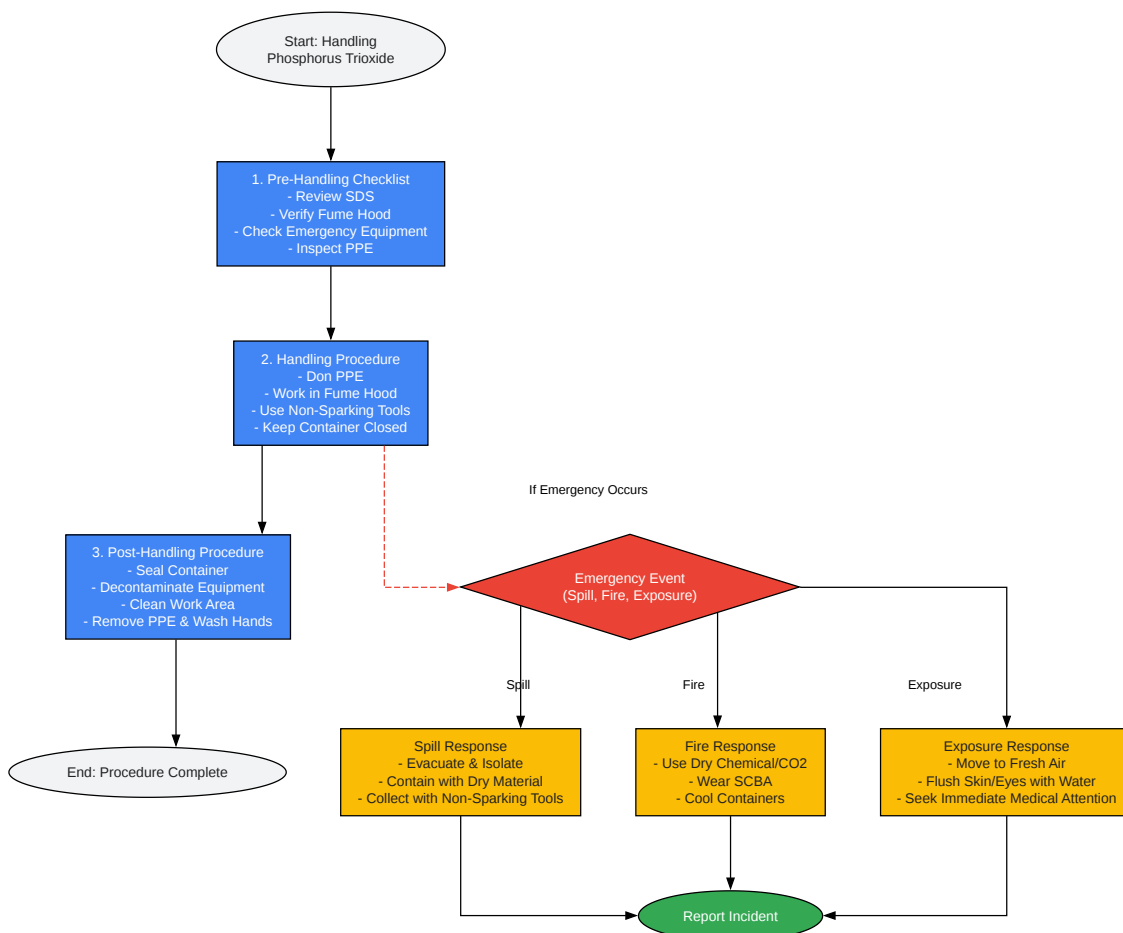 Start: Handling
Phosphorus Trioxide
1. Pre-Handling Checklist
- Review SDS
- Verify Fume Hood
- Check Emergency Equipment
- Inspect PPE
2. Handling Procedure
- Don PPE
- Work in Fume Hood
- Use Non-Sparking Tools
- Keep Container Closed
If Emergency Occurs
3. Post-Handling Procedure
- Seal Container
- Decontaminate Equipment
- Clean Work Area
- Remove PPE & Wash Hands
Emergency Event
(Spill, Fire, Exposure)
Spill
Fire
Exposure
End: Procedure Complete
Spill Response
- Evacuate & Isolate
- Contain with Dry Material
- Collect with Non-Sparking Tools
Fire Response
- Use Dry Chemical/CO2
- Wear SCBA
- Cool Containers
Exposure Response
- Move to Fresh Air
- Flush Skin/Eyes with Water
- Seek Immediate Medical Attention
Report Incident